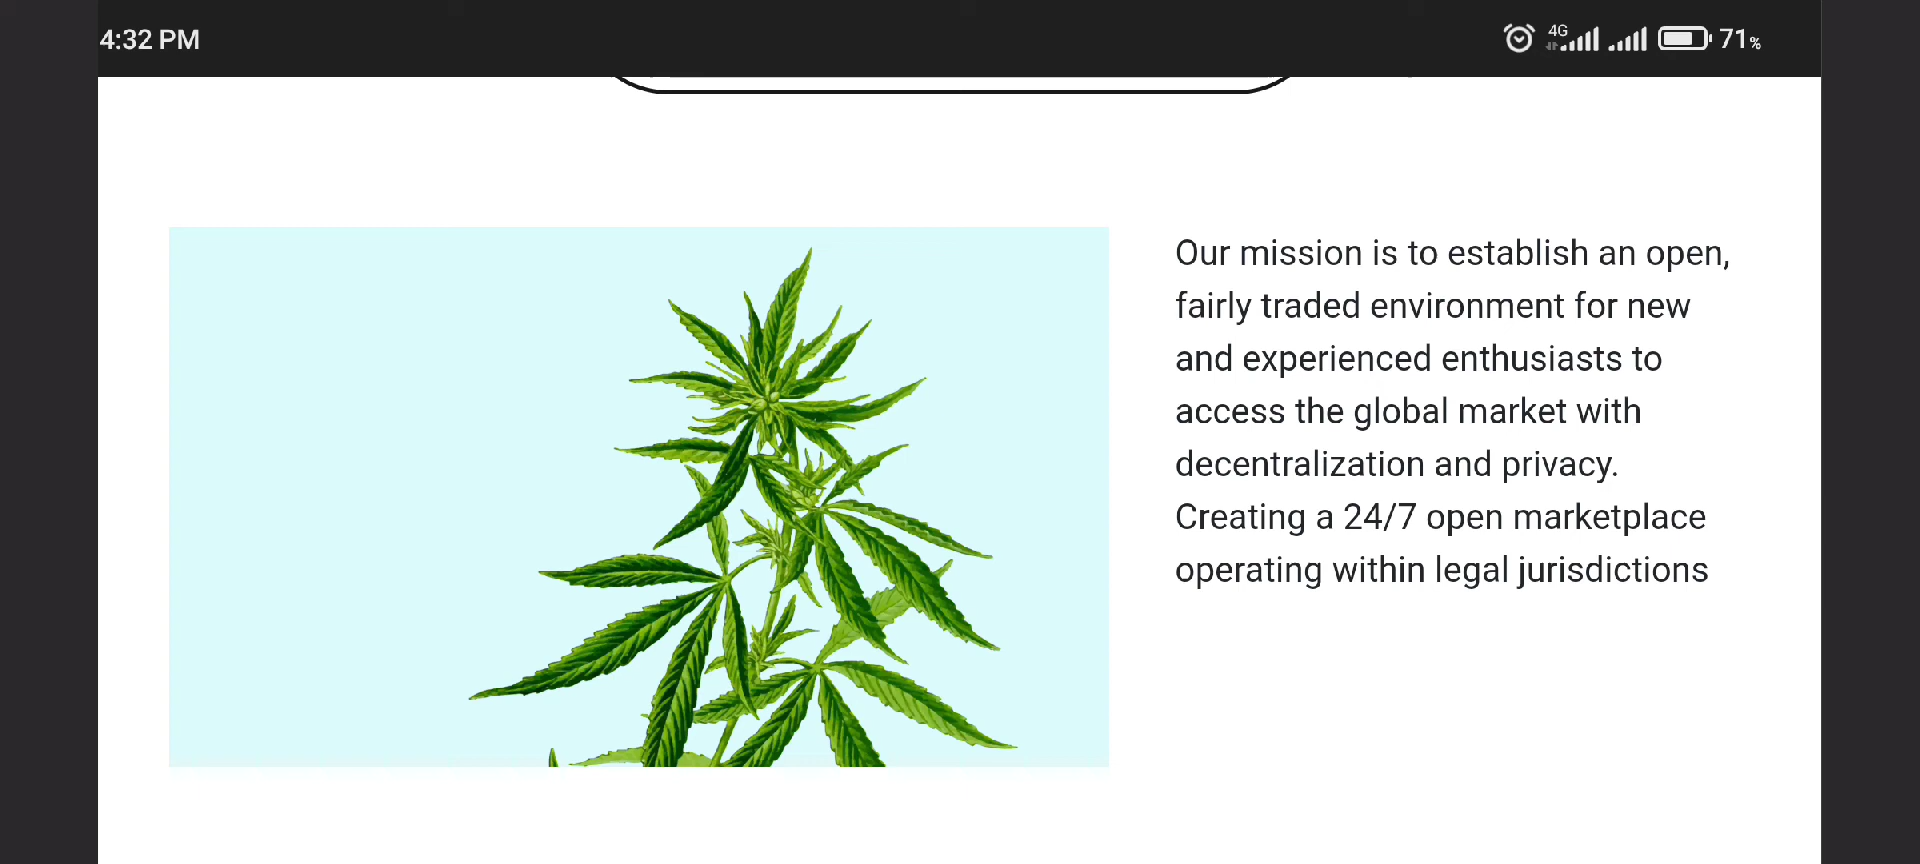 4:32 PM
4G
71%
Our mission is to establish an open,
fairly traded environment for new
and experienced enthusiasts to
access the global market with
decentralization and privacy.
Creating a 24/7 open marketplace
operating within legal jurisdictions